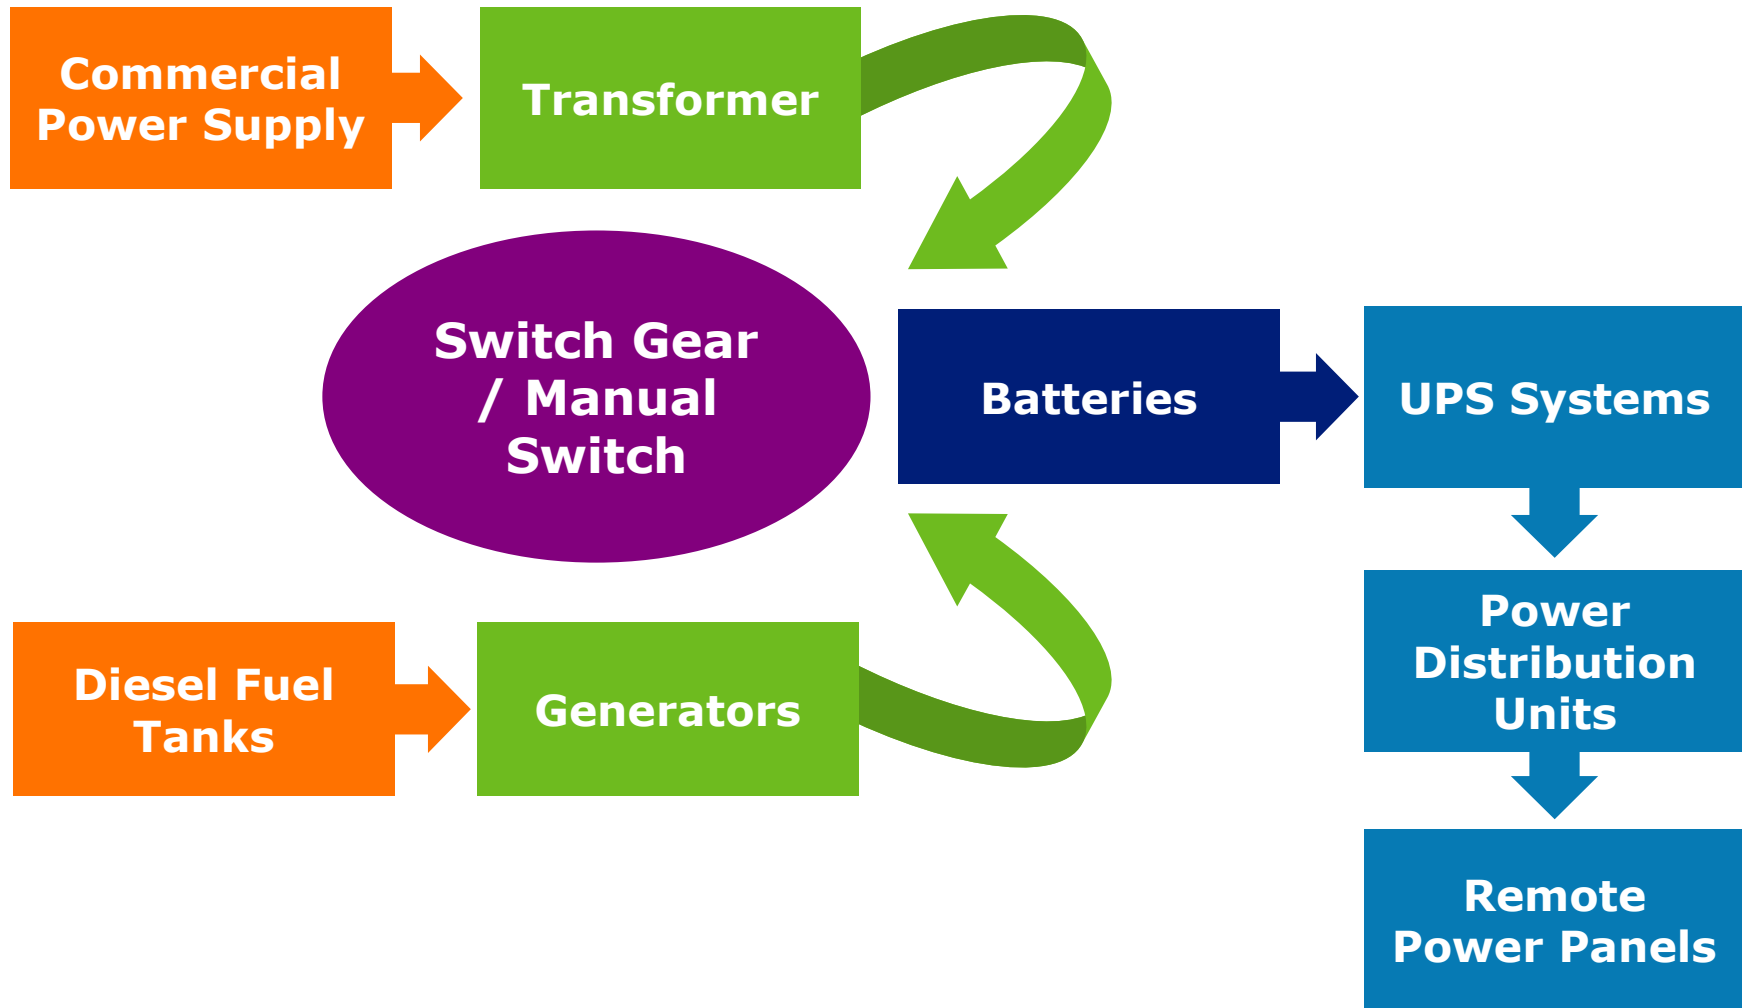 Commercial
Power Supply
Transformer
Switch Gear
/ Manual
Switch
Batteries
UPS Systems
Diesel Fuel
Tanks
Generators
Power
Distribution
Units
Remote
Power Panels